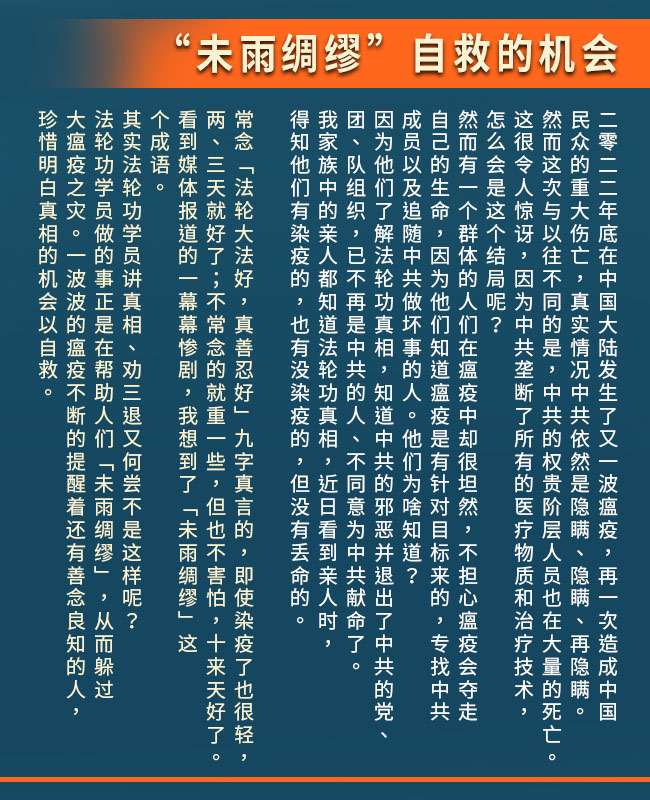 “未雨绸缪”自救的机会
二零二二年底在中国大陆发生了又一波瘟疫，再一次造成中国
民众的重大伤亡，真实情况中共依然是隐瞒、隐瞒、再隐瞒。
然而这次与以往不同的是，中共的权贵阶层人员也在大量的死亡。
这很令人惊讶，因为中共垄断了所有的医疗物质和治疗技术，
怎么会是这个结局呢？
然而有一个群体的人们在瘟疫中却很坦然，不担心瘟疫会夺走
自己的生命，因为他们知道瘟疫是有针对目标来的，专找中共
成员以及追随中共做坏事的人。他们为啥知道？
因为他们了解法轮功真相，知道中共的邪恶并退出了中共的党、
团、队组织，已不再是中共的人、不同意为中共献命了。
我家族中的亲人都知道法轮功真相，近日看到亲人时，
得知他们有染疫的，也有没染疫的，但没有丢命的。
常念「法轮大法好，真善忍好」九字真言的，即使染疫了也很轻，
两、三天就好了；不常念的就重一些，但也不害怕，十来天好了。
看到媒体报道的一幕幕惨剧，我想到了「未雨绸缪」这
个成语。
其实法轮功学员讲真相、劝三退又何尝不是这样呢？
法轮功学员做的事正是在帮助人们「未雨绸缪」，从而躲过
大瘟疫之灾。一波波的瘟疫不断的提醒着还有善念良知的人，
珍惜明白真相的机会以自救。